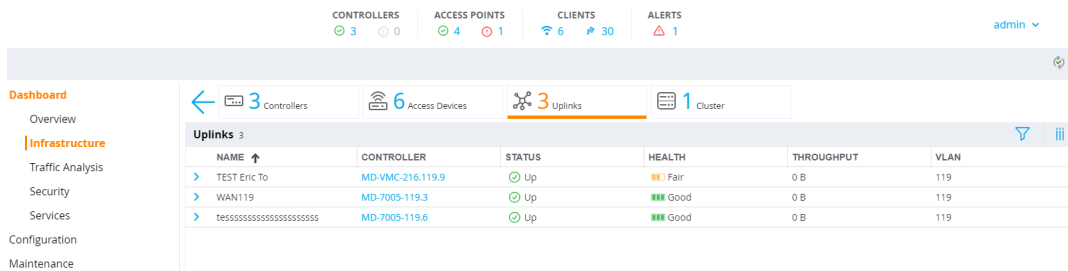 CONTROLLERS ACCESS POINTS CLIENTS ALERTS
3 0 4 1 6 30 1
admin
Dashboard
Overview
Infrastructure
Traffic Analysis
Security
Services
Configuration
Maintenance
3 Controllers 6 Access Devices 3 Uplinks 1 Cluster
Uplinks 3
NAME CONTROLLER STATUS HEALTH THROUGHPUT VLAN
TEST Eric To MD-VMC-216.119.9 Up Fair 0 B 119
WAN119 MD-7005-119.3 Up Good 0 B 119
tesssssssssssssssssssss MD-7005-119.6 Up Good 0 B 119